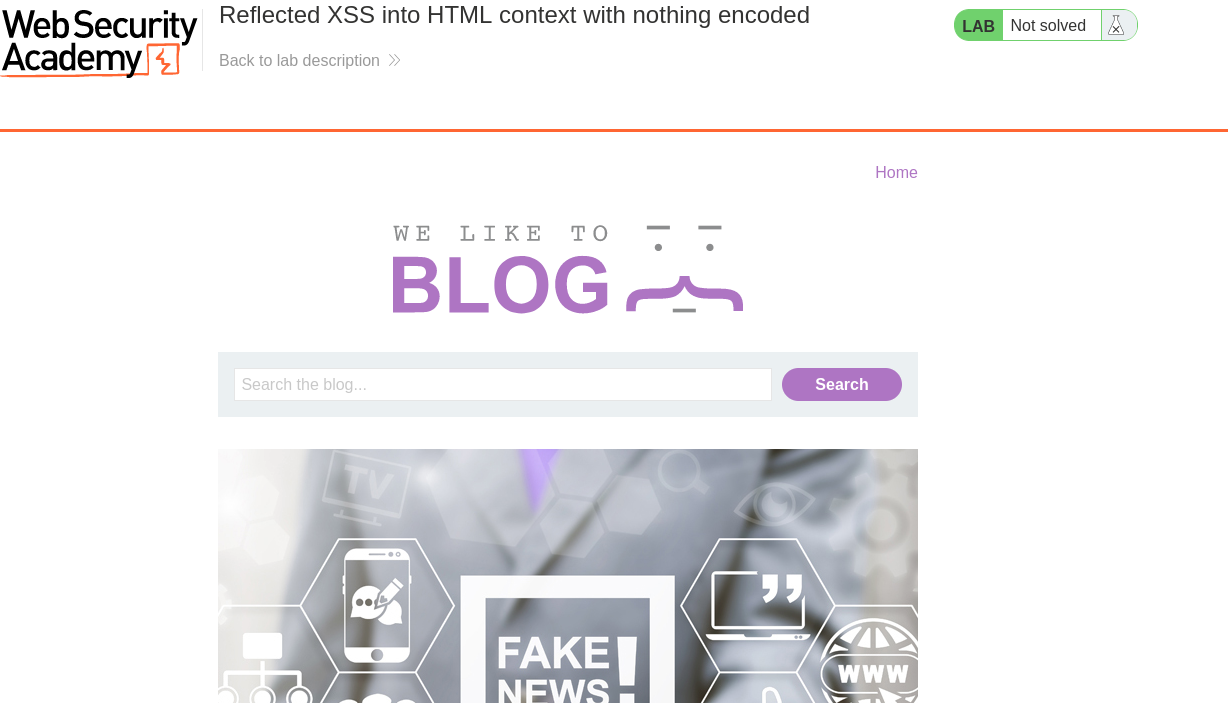 Web Security
Academy
Reflected XSS into HTML context with nothing encoded
Back to lab description
LAB
Not solved
Home
WE LIKE TO
BLOG
Search the blog...
Search
TV
FAKE
NEWS!
WWW